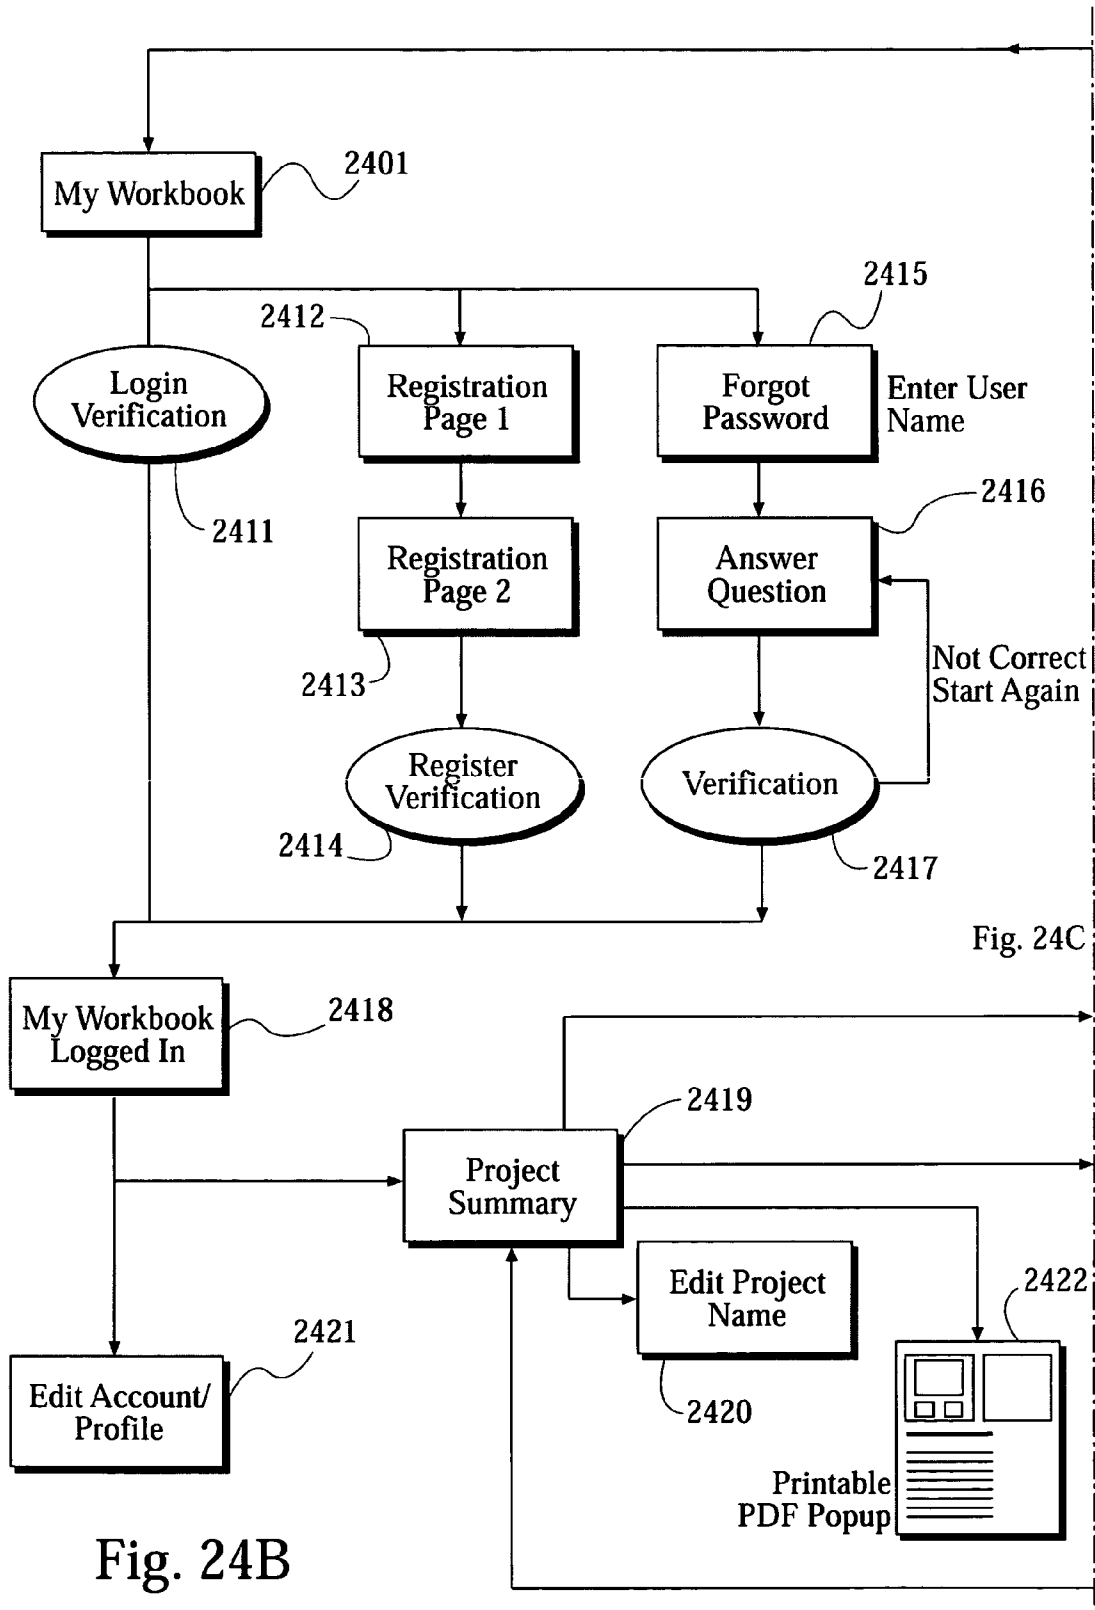 2401
My Workbook
2415
2412
Login
Verification
Registration
Page 1
Forgot
Password
Enter User
Name
2411
2416
Registration
Page 2
Answer
Question
2413
Not Correct
Start Again
Register
Verification
Verification
2414
2417
Fig. 24C
My Workbook
Logged In
2418
2419
Project
Summary
Edit Project
Name
2422
2421
Edit Account/
Profile
2420
Printable
PDF Popup
Fig. 24B